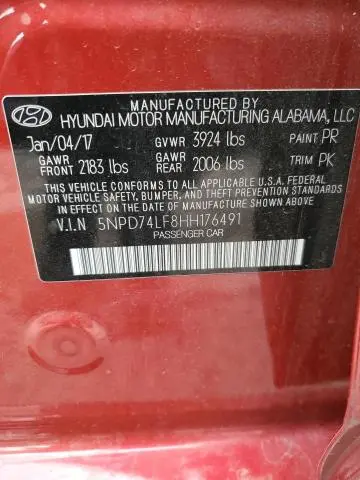 MANUFACTURED BY
HYUNDAI MOTOR MANUFACTURING ALABAMA, LLC
Jan/04/17 GVWR 3924 lbs PAINT PR
GAWR FRONT 2183 lbs GAWR REAR 2006 lbs TRIM PK
THIS VEHICLE CONFORMS TO ALL APPLICABLE U.S.A. FEDERAL
MOTOR VEHICLE SAFETY, BUMPER, AND THEFT PREVENTION STANDARDS
IN EFFECT ON THE DATE OF MANUFACTURE SHOWN ABOVE.
V.I.N 5NPD74LF8HH176491
PASSENGER CAR